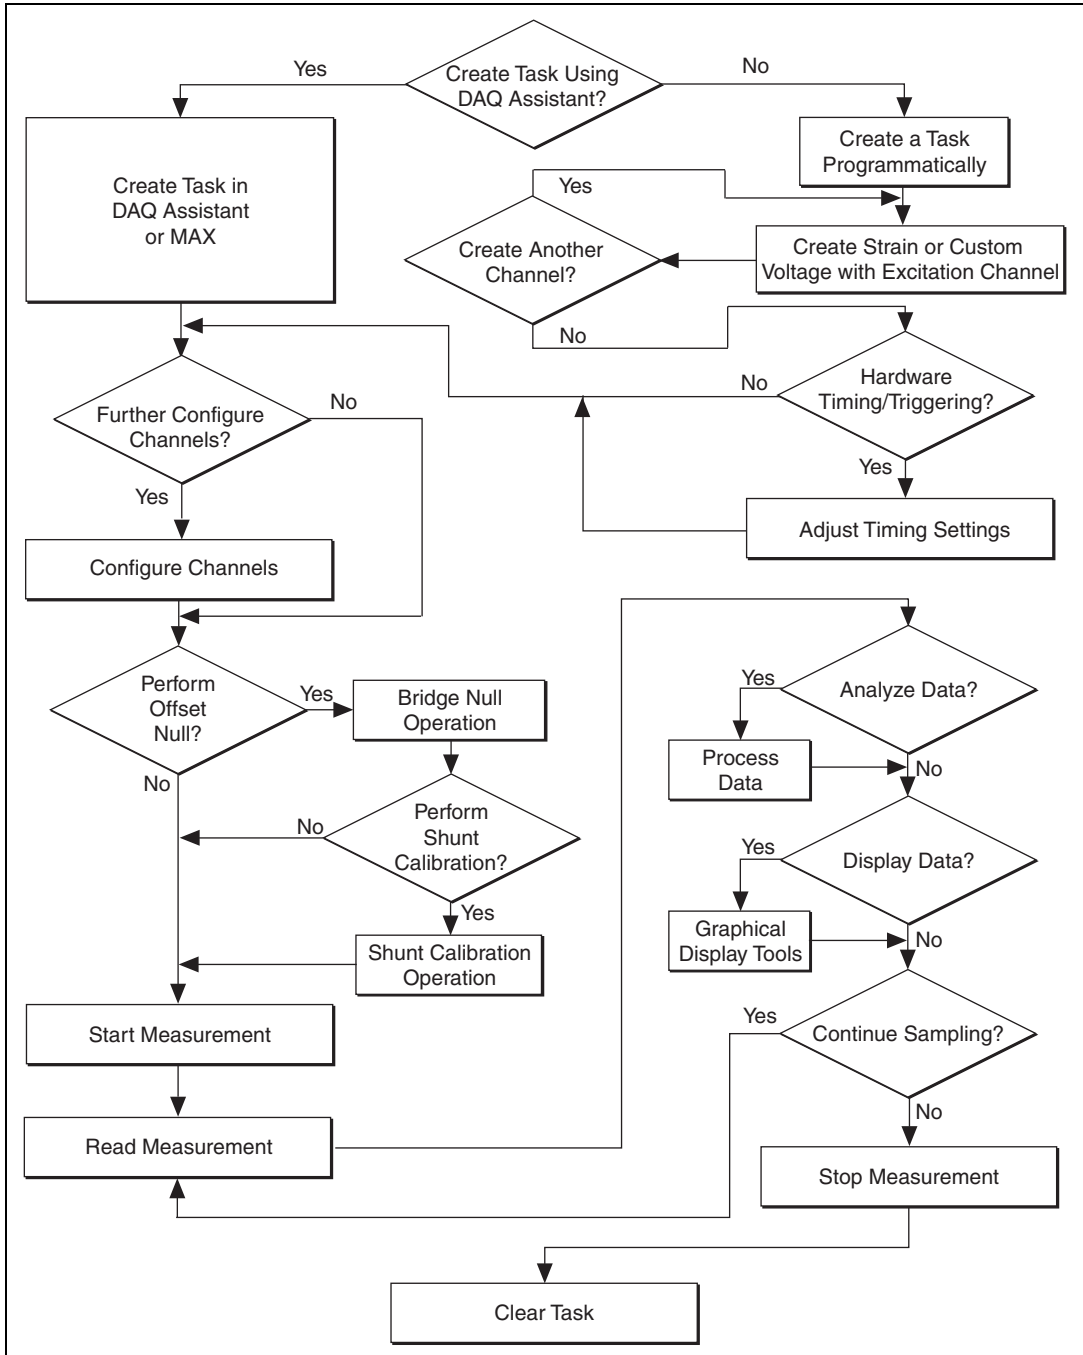 Yes
Create Task Using
DAQ Assistant?
No
Create Task in
DAQ Assistant
or MAX
Create a Task
Programmatically
Yes
Create Another
Channel?
Create Strain or Custom
Voltage with Excitation Channel
No
No
Hardware
Timing/Triggering?
Yes
Adjust Timing Settings
Further Configure
Channels?
No
Yes
Configure Channels
Perform
Offset
Null?
Yes
Bridge Null
Operation
No
Perform
Shunt
Calibration?
No
Yes
Shunt Calibration
Operation
Start Measurement
Read Measurement
Analyze Data?
Yes
Process
Data
No
Display Data?
Yes
Graphical
Display Tools
No
Continue Sampling?
Yes
No
Stop Measurement
Clear Task